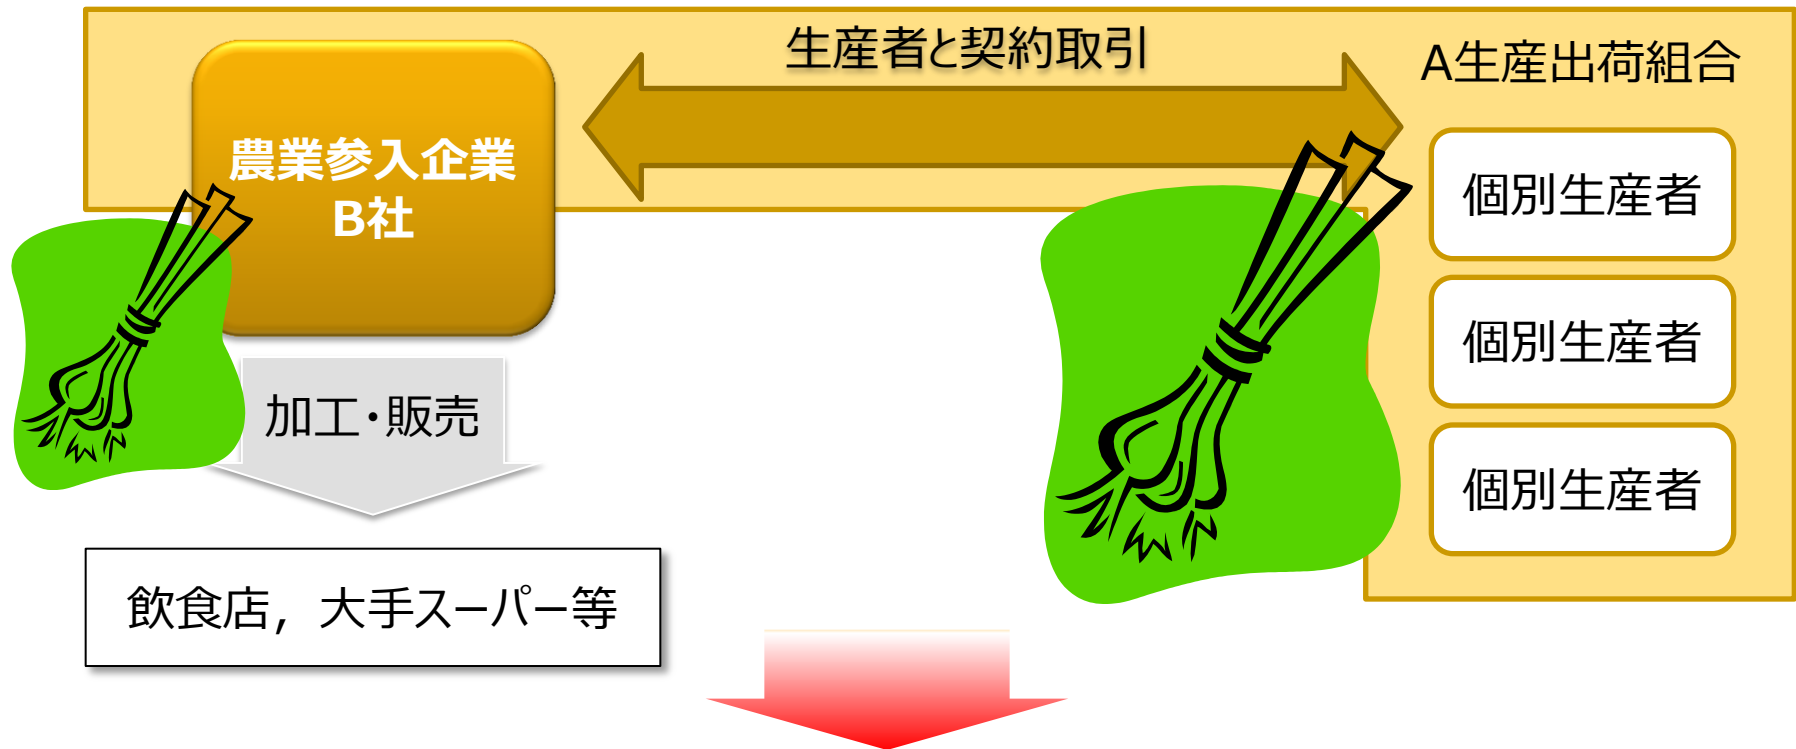 生産者と契約取引
A生産出荷組合
農業参入企業
B社
個別生産者
個別生産者
個別生産者
加工・販売
飲食店，大手スーパー等